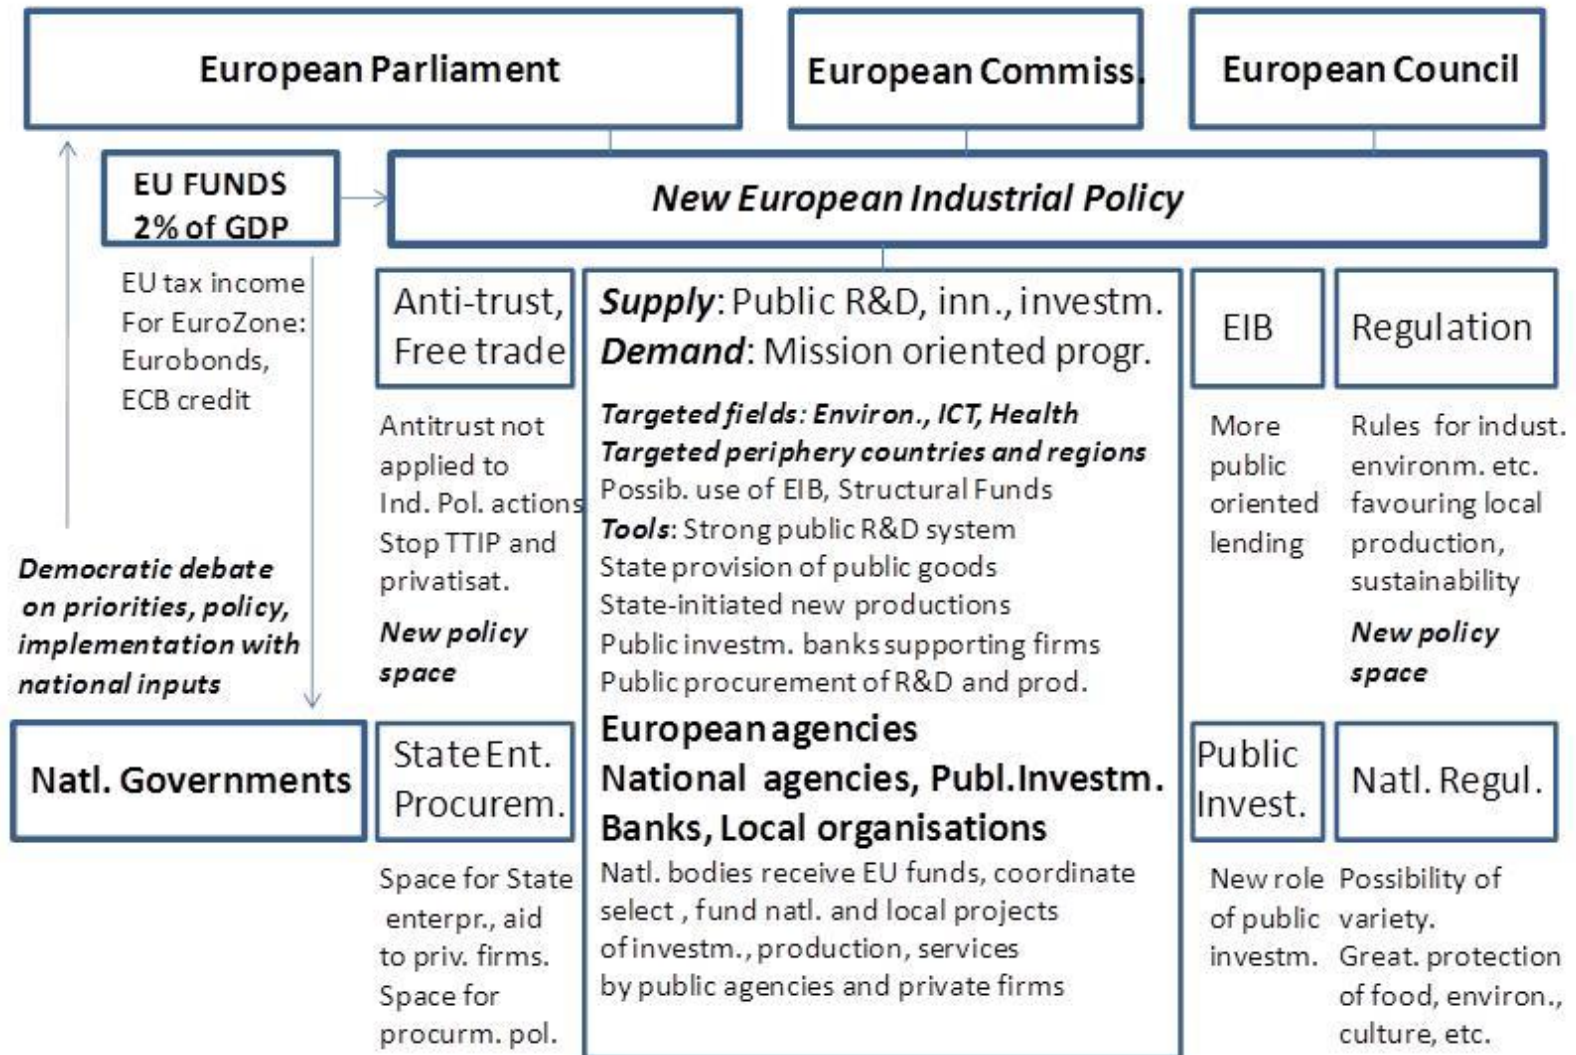 European Parliament
European Commiss.
European Council
EU FUNDS
2% of GDP
New European Industrial Policy
EU tax income
For EuroZone:
Eurobonds,
ECB credit
Democratic debate
on priorities, policy,
implementation with
national inputs
Natl. Governments
Anti-trust,
Free trade
Antitrust not
applied to
Ind. Pol. actions
Stop TTIP and
privatisat.
New policy
space
State Ent.
Procurem.
Space for State
enterpr., aid
to priv. firms.
Space for
procurm. pol.
Supply: Public R&D, inn., investm.
Demand: Mission oriented progr.
Targeted fields: Environ., ICT, Health
Targeted periphery countries and regions
Possib. use of EIB, Structural Funds
Tools: Strong public R&D system
State provision of public goods
State-initiated new productions
Public investm. banks supporting firms
Public procurement of R&D and prod.
European agencies
National agencies, Publ.Investm.
Banks, Local organisations
Natl. bodies receive EU funds, coordinate
select , fund natl. and local projects
of investm., production, services
by public agencies and private firms
EIB
More
public
oriented
lending
Public
Invest.
New role
of public
investm.
Regulation
Rules for indust.
environm. etc.
favouring local
production,
sustainability
New policy
space
Natl. Regul.
Possibility of
variety.
Great. protection
of food, environ.,
culture, etc.